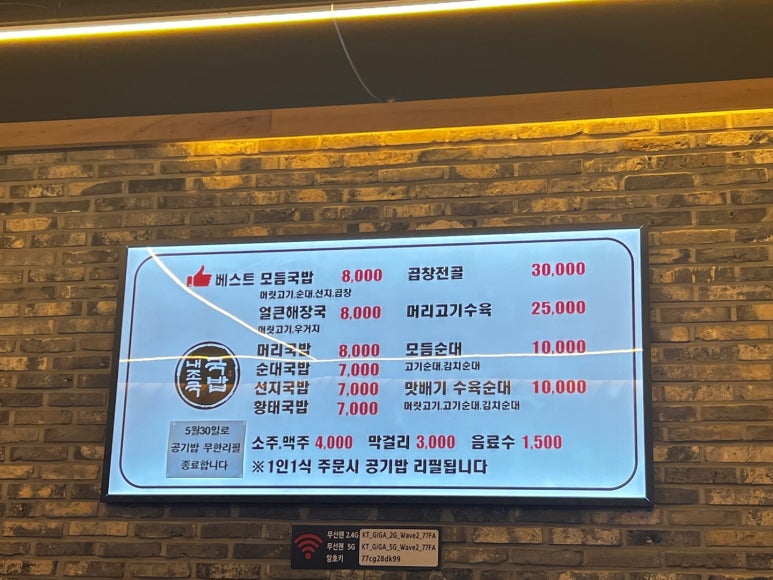 베스트 모듬국밥 8,000
머릿고기.순대.선지.곱창
얼큰해장국 8,000
머릿고기.우거지
머리국밥 8,000
순대국밥 7,000
선지국밥 7,000
황태국밥 7,000
곱창전골 30,000
머리고기수육 25,000
모듬순대 10,000
고기순대.김치순대
맛배기 수육순대 10,000
머릿고기.고기순대.김치순대
국밥
5월30일로
공기밥 무한리필
종료합니다
소주.맥주 4,000 막걸리 3,000 음료수 1,500
※1인1식 주문시 공기밥 리필됩니다
무선랜 2.4G KT_GiGA_2G_Wave2_77FA
무선랜 5G KT_GiGA_5G_Wave2_77FA
암호키 77cg28dk99